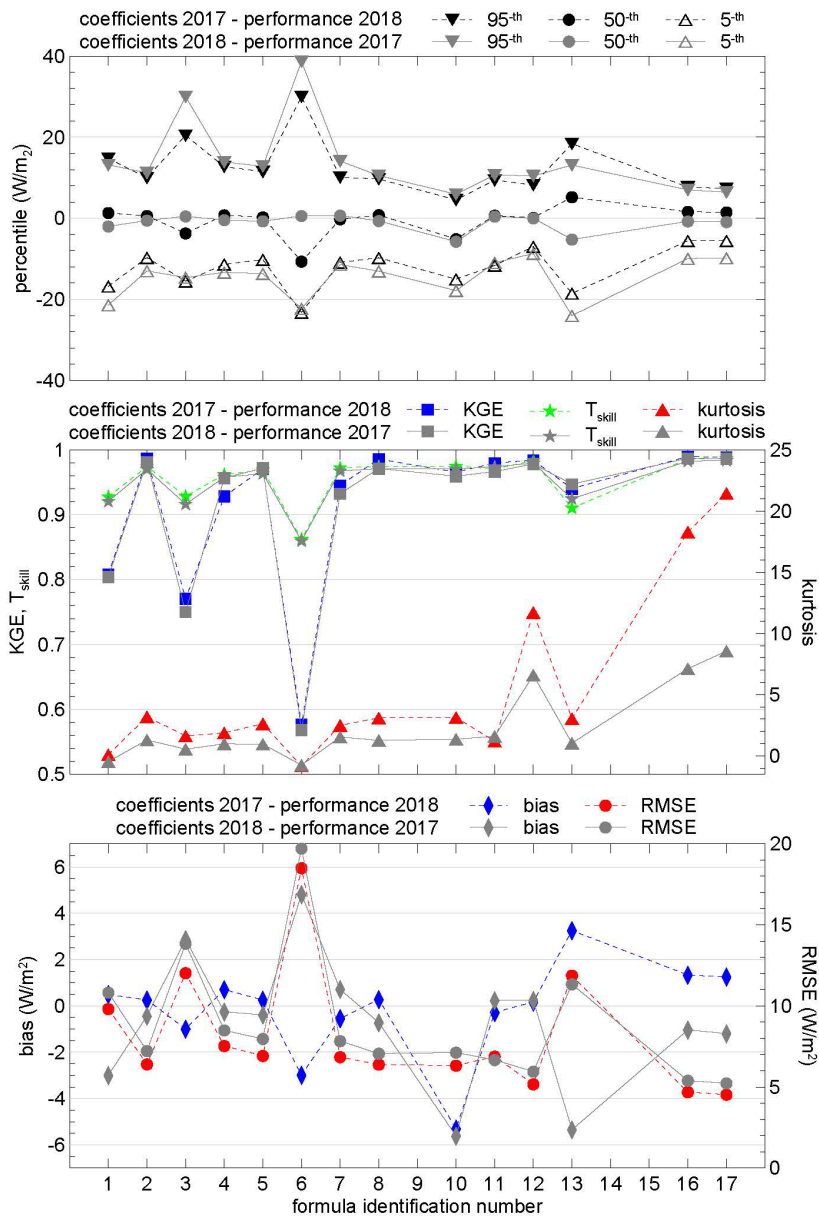 coefficients 2017 - performance 2018 95-th 50-th 5-th
coefficients 2018 - performance 2017 95-th 50-th 5-th
40
20
0
-20
-40
percentile (W/m2)
coefficients 2017 - performance 2018 KGE Tskill kurtosis
coefficients 2018 - performance 2017 KGE Tskill kurtosis
1 25
0.9 20
0.8 15
0.7 10
0.6 5
0.5 0
KGE, Tskill
kurtosis
coefficients 2017 - performance 2018 bias RMSE
coefficients 2018 - performance 2017 bias RMSE
6 20
4 15
2
0 10
-2
-4 5
-6 0
bias (W/m2)
RMSE (W/m2)
1 2 3 4 5 6 7 8 10 11 12 13 16 17
formula identification number